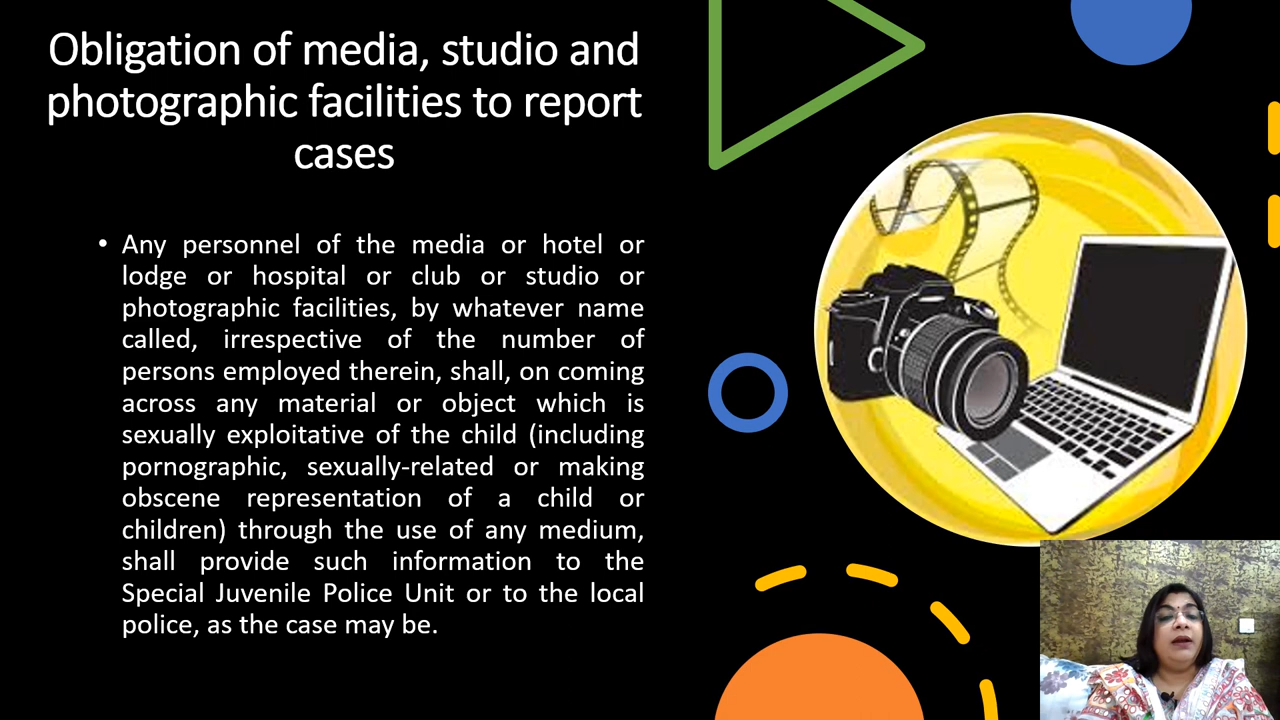 Obligation of media, studio and
photographic facilities to report
cases
• Any personnel of the media or hotel or
lodge or hospital or club or studio or
photographic facilities, by whatever name
called, irrespective of the number of
persons employed therein, shall, on coming
across any material or object which is
sexually exploitative of the child (including
pornographic, sexually-related or making
obscene representation of a child or
children) through the use of any medium,
shall provide such information to the
Special Juvenile Police Unit or to the local
police, as the case may be.